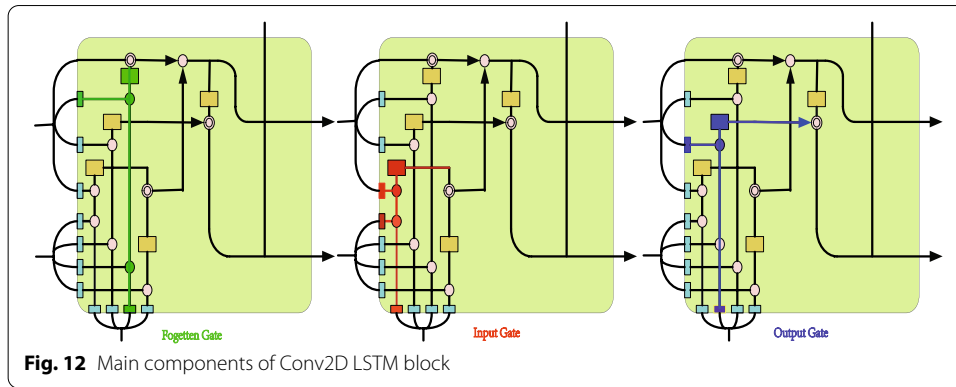 Fogetten Gate
Input Gate
Output Gate
Fig. 12 Main components of Conv2D LSTM block